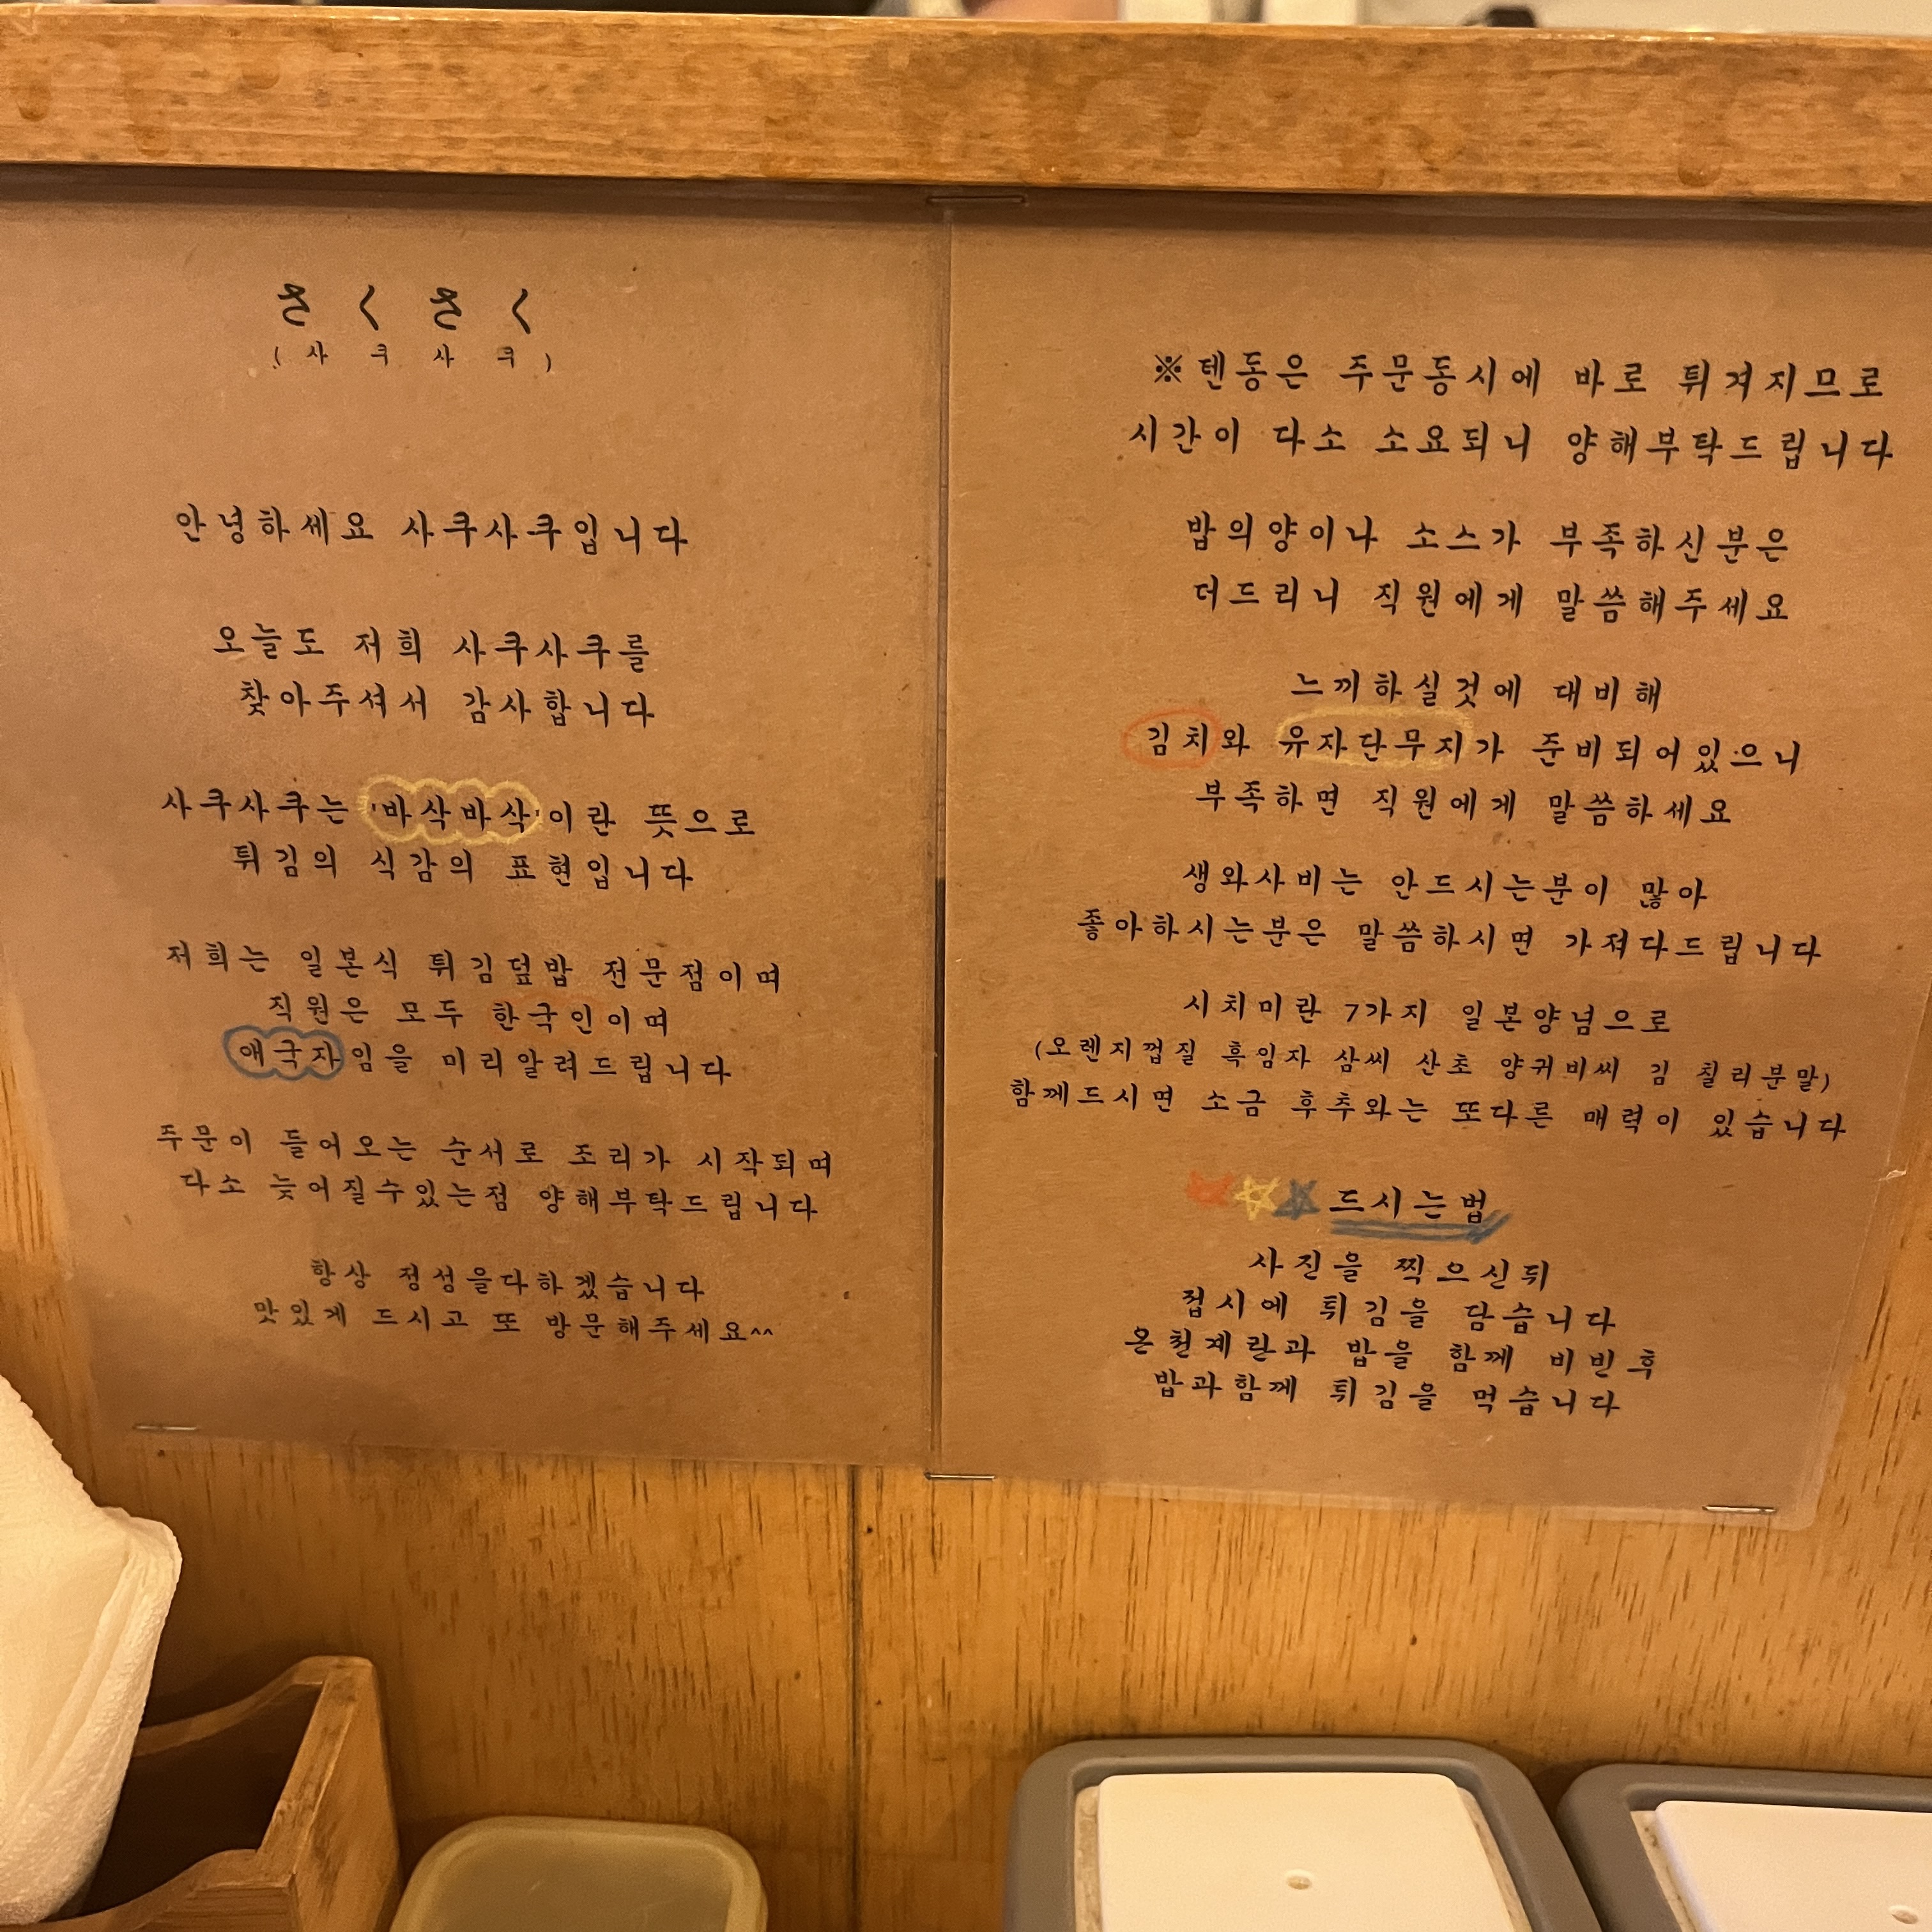 さくさく
(사쿠사쿠)
안녕하세요 사쿠사쿠입니다
오늘도 저희 사쿠사쿠를
찾아주셔서 감사합니다
사쿠사쿠는 '바삭바삭'이란 뜻으로
튀김의 식감의 표현입니다
저희는 일본식 튀김덮밥 전문점이며
직원은 모두 한국인이며
애국자임을 미리알려드립니다
주문이 들어오는 순서로 조리가 시작되며
다소 늦어질수있는점 양해부탁드립니다
항상 정성을다하겠습니다
맛있게 드시고 또 방문해주세요^^
※텐동은 주문동시에 바로 튀겨지므로
시간이 다소 소요되니 양해부탁드립니다
밥의양이나 소스가 부족하신분은
더드리니 직원에게 말씀해주세요
느끼하실것에 대비해
김치와 유자단무지가 준비되어있으니
부족하면 직원에게 말씀하세요
생와사비는 안드시는분이 많아
좋아하시는분은 말씀하시면 가져다드립니다
시치미란 7가지 일본양념으로
(오렌지껍질 흑임자 삼씨 산초 양귀비씨 김 칠리분말)
함께드시면 소금 후추와는 또다른 매력이 있습니다
드시는법
사진을 찍으신뒤
접시에 튀김을 담습니다
온천계란과 밥을 함께 비빈후
밥과함께 튀김을 먹습니다